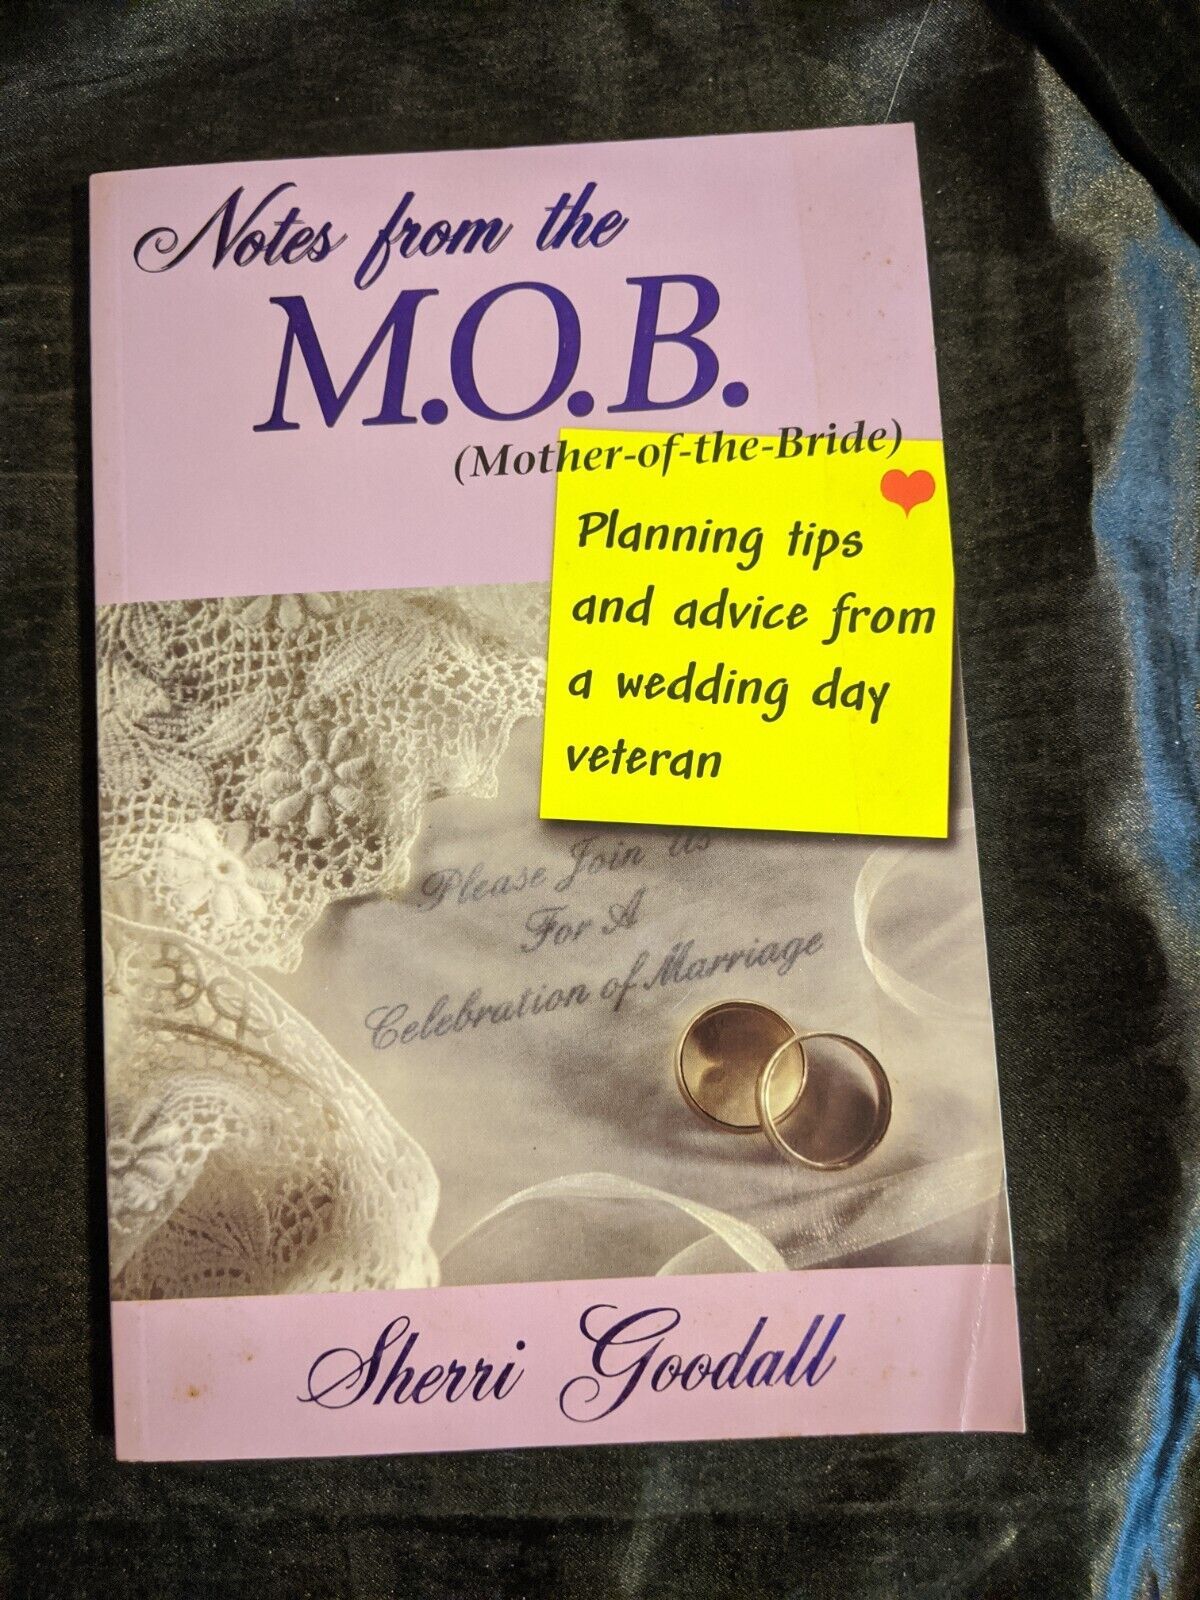 Notes from the
M.O.B.
(Mother-of-the-Bride)
Planning tips
and advice from
a wedding day
veteran
Please Join us
For A
Celebration of Marriage
Sherri Goodall